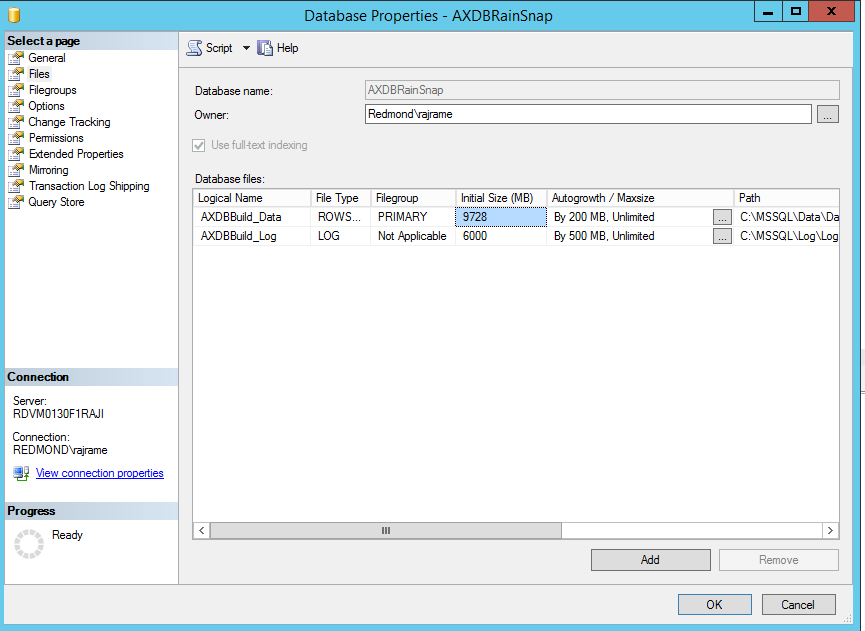 Database Properties - AXDBRainSnap
Select a page
General
Files
Filegroups
Options
Change Tracking
Permissions
Extended Properties
Mirroring
Transaction Log Shipping
Query Store
Connection
Server:
RDVM0130F1RAJI
Connection:
REDMOND\rajrame
View connection properties
Progress
Ready
Script Help
Database name: AXDBRainSnap
Owner: Redmond\rajrame ...
Use full-text indexing
Database files:
Logical Name File Type Filegroup Initial Size (MB) Autogrowth / Maxsize Path
AXDBBuild_Data ROWS... PRIMARY 9728 By 200 MB, Unlimited ... C:\MSSQL\Data\Da
AXDBBuild_Log LOG Not Applicable 6000 By 500 MB, Unlimited ... C:\MSSQL\Log\Log
Add Remove
OK Cancel